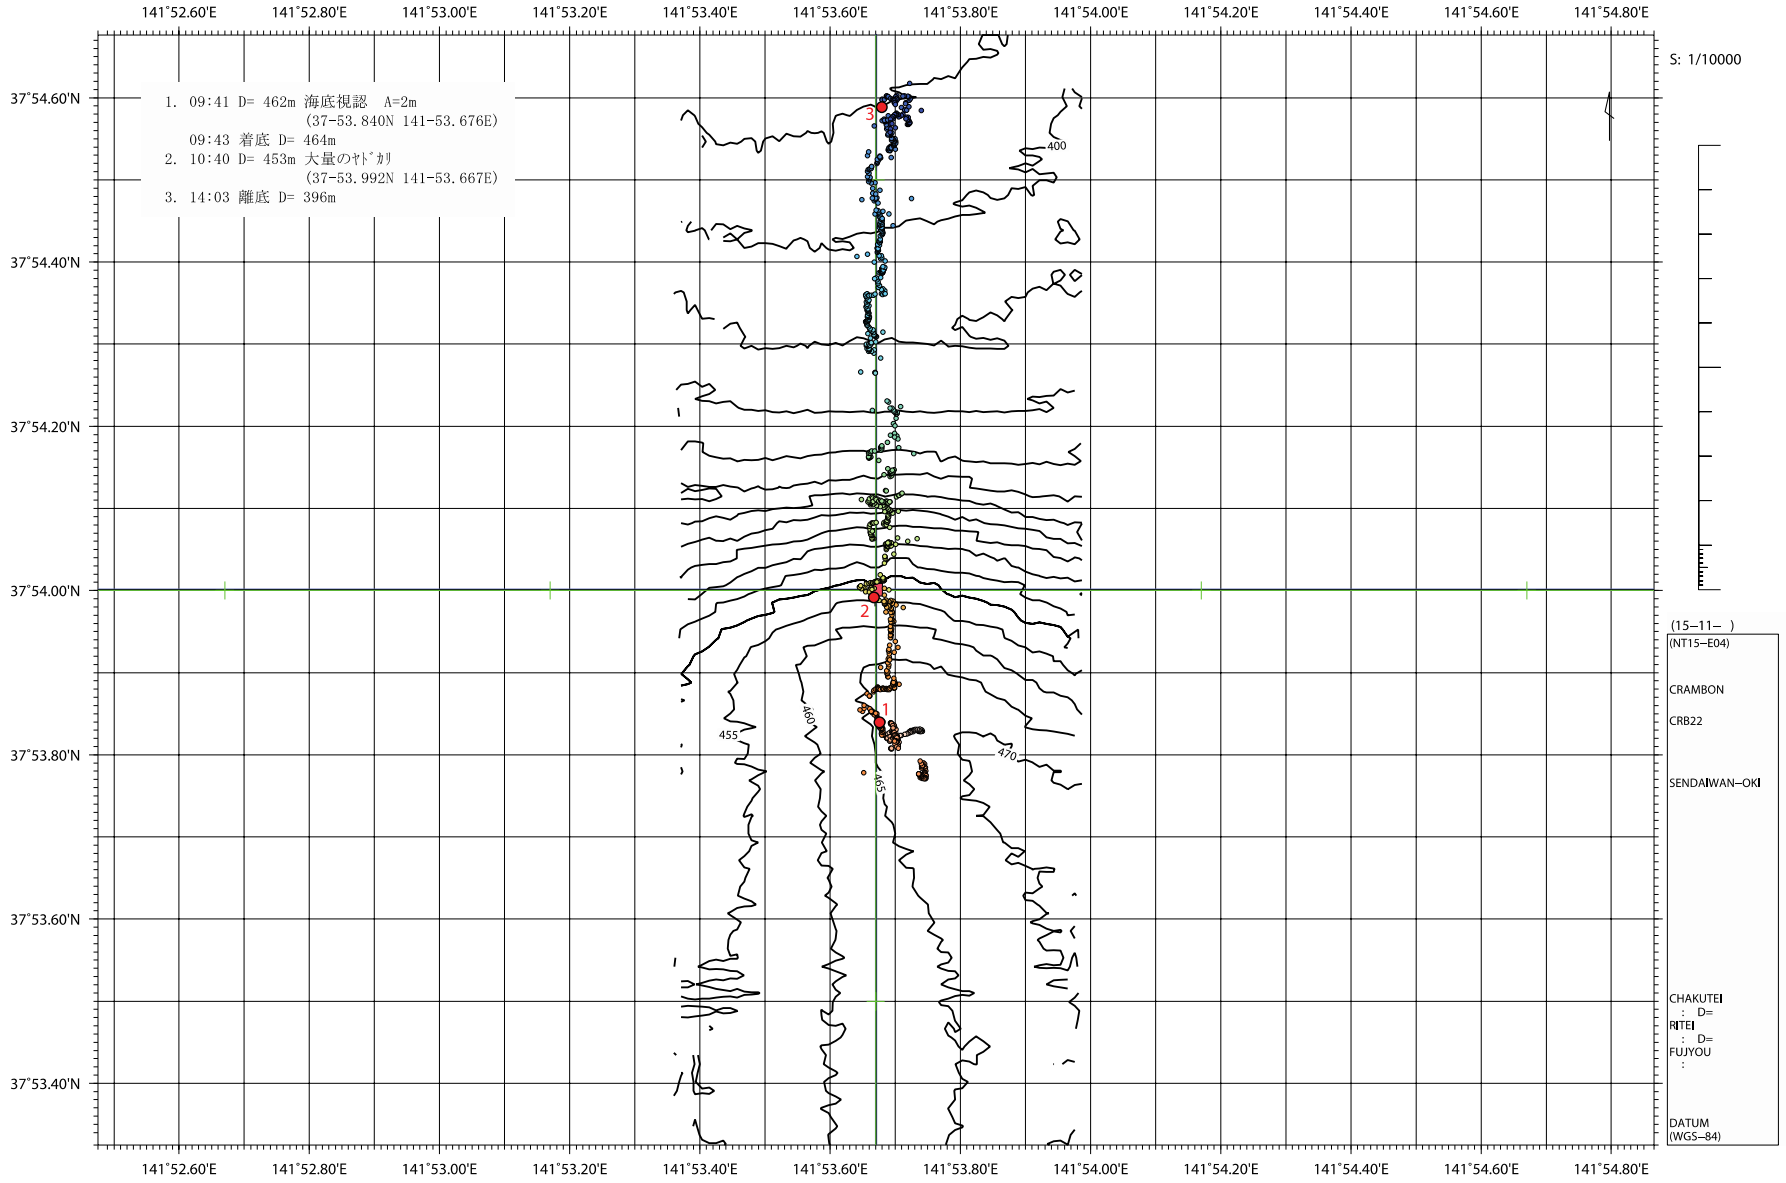 141°52.60'E 141°52.80'E 141°53.00'E 141°53.20'E 141°53.40'E 141°53.60'E 141°53.80'E 141°54.00'E 141°54.20'E 141°54.40'E 141°54.60'E 141°54.80'E
S: 1/10000
37°54.60'N
1. 09:41 D= 462m 海底視認 A=2m
(37-53.840N 141-53.676E)
09:43 着底 D= 464m
2. 10:40 D= 453m 大量のﾔﾄﾞｶﾘ
(37-53.992N 141-53.667E)
3. 14:03 離底 D= 396m
3
400
37°54.40'N
37°54.20'N
37°54.00'N
2
(15-11- )
(NT15-E04)
CRAMBON
CRB22
SENDAIWAN-OKI
1
460
455
470
465
37°53.80'N
37°53.60'N
CHAKUTEI
: D=
RITEI
: D=
FUJYOU
:
37°53.40'N
DATUM
(WGS-84)
141°52.60'E 141°52.80'E 141°53.00'E 141°53.20'E 141°53.40'E 141°53.60'E 141°53.80'E 141°54.00'E 141°54.20'E 141°54.40'E 141°54.60'E 141°54.80'E